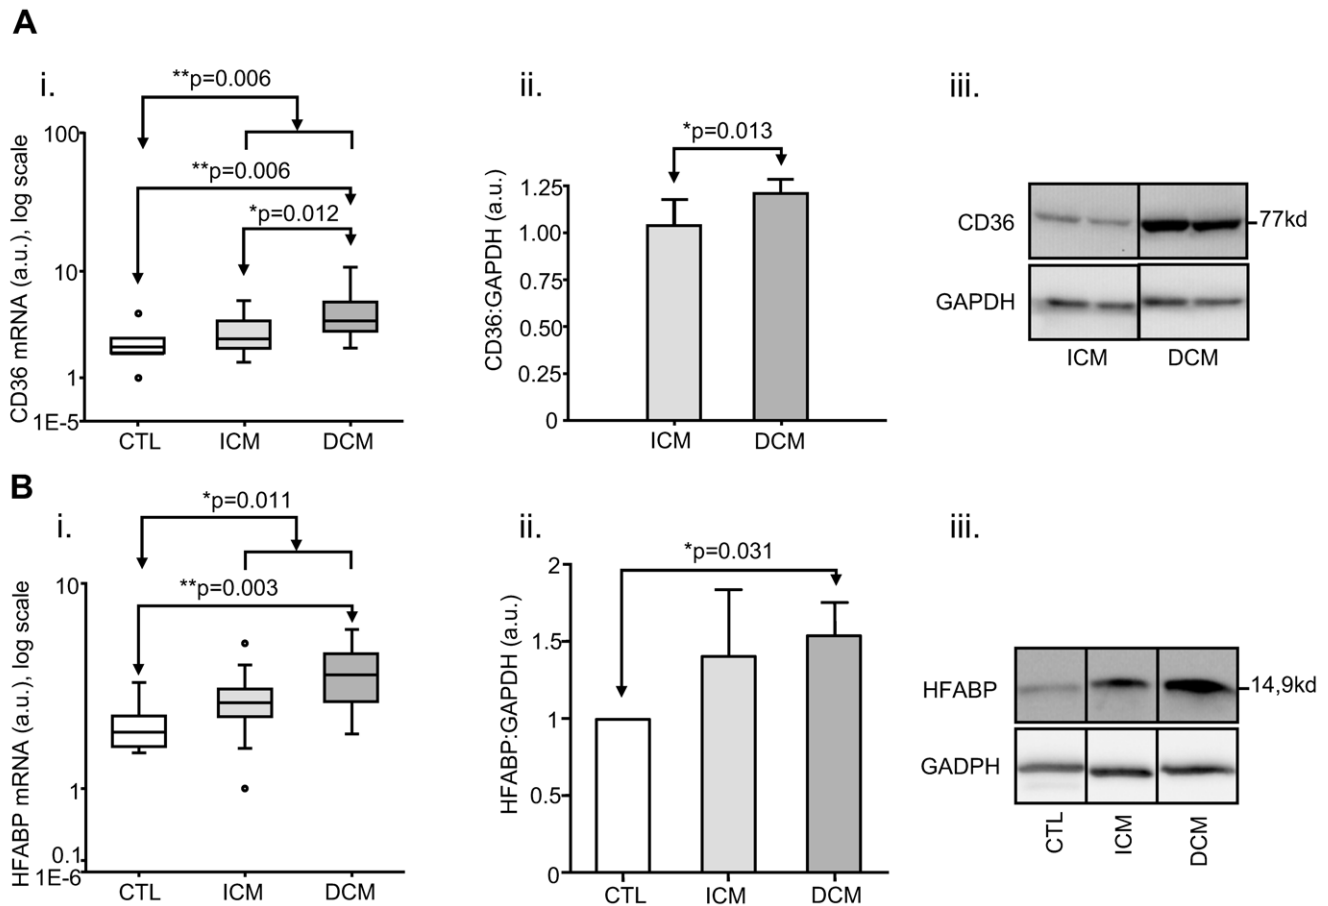 A
i.
**p=0.006
**p=0.006
*p=0.012
CD36 mRNA (a.u.), log scale
100
10
1
1E-5
CTL ICM DCM
ii.
*p=0.013
CD36:GAPDH (a.u.)
1.25
1.00
0.75
0.50
0.25
0
ICM DCM
iii.
CD36
77kd
GAPDH
ICM DCM
B
i.
*p=0.011
**p=0.003
HFABP mRNA (a.u.), log scale
10
1
0.1
1E-6
CTL ICM DCM
ii.
*p=0.031
HFABP:GAPDH (a.u.)
2
1.5
1
0.5
0
CTL ICM DCM
iii.
HFABP
14,9kd
GADPH
CTL
ICM
DCM